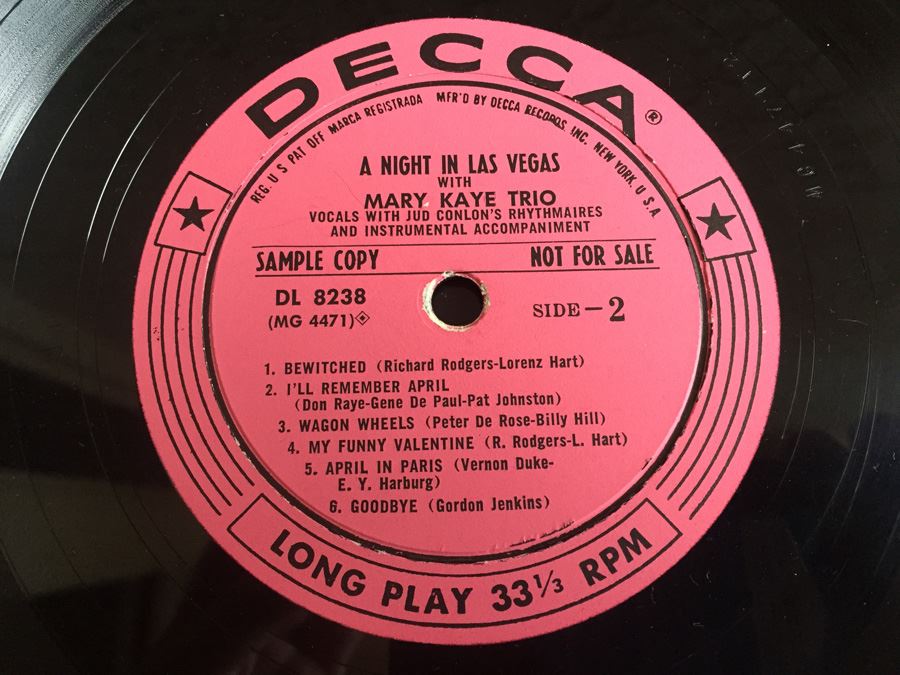 DECCA®
REG. U S PAT OFF MARCA REGISTRADA MFR'D BY DECCA RECORDS, INC. NEW YORK, U S A
A NIGHT IN LAS VEGAS
WITH
MARY KAYE TRIO
VOCALS WITH JUD CONLON'S RHYTHMAIRES
AND INSTRUMENTAL ACCOMPANIMENT
SAMPLE COPY NOT FOR SALE
DL 8238
(MG 4471)
SIDE-2
1. BEWITCHED (Richard Rodgers-Lorenz Hart)
2. I'LL REMEMBER APRIL
(Don Raye-Gene De Paul-Pat Johnston)
3. WAGON WHEELS (Peter De Rose-Billy Hill)
4. MY FUNNY VALENTINE (R. Rodgers-L. Hart)
5. APRIL IN PARIS (Vernon Duke-
E. Y. Harburg)
6. GOODBYE (Gordon Jenkins)
LONG PLAY 33 1/3 RPM